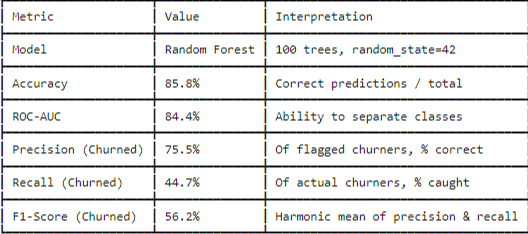 Metric | Value | Interpretation
Model | Random Forest | 100 trees, random_state=42
Accuracy | 85.8% | Correct predictions / total
ROC-AUC | 84.4% | Ability to separate classes
Precision (Churned) | 75.5% | Of flagged churners, % correct
Recall (Churned) | 44.7% | Of actual churners, % caught
F1-Score (Churned) | 56.2% | Harmonic mean of precision & recall